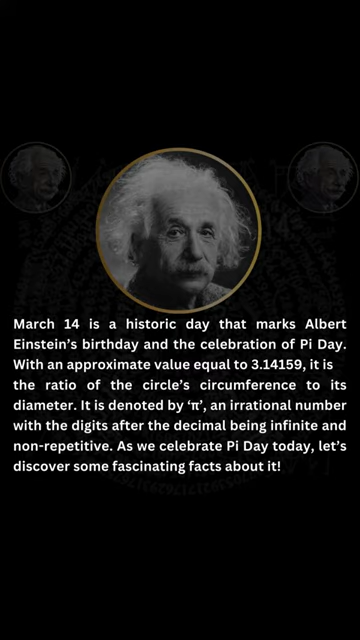 March 14 is a historic day that marks Albert
Einstein's birthday and the celebration of Pi Day.
With an approximate value equal to 3.14159, it is
the ratio of the circle's circumference to its
diameter. It is denoted by ‘π’, an irrational number
with the digits after the decimal being infinite and
non-repetitive. As we celebrate Pi Day today, let's
discover some fascinating facts about it!